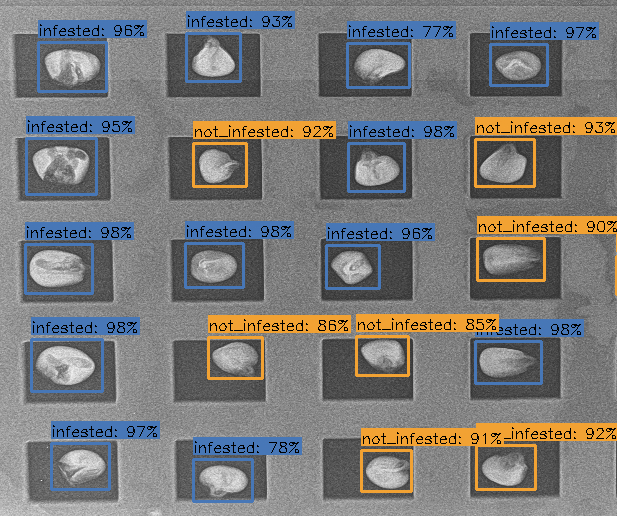 infested: 96%
infested: 93%
infested: 77%
infested: 97%
infested: 95%
not_infested: 92%
infested: 98%
not_infested: 93%
infested: 98%
infested: 98%
infested: 96%
not_infested: 90%
infested: 98%
not_infested: 86%
not_infested: 85%
infested: 98%
infested: 97%
infested: 78%
not_infested: 91%
not_infested: 92%